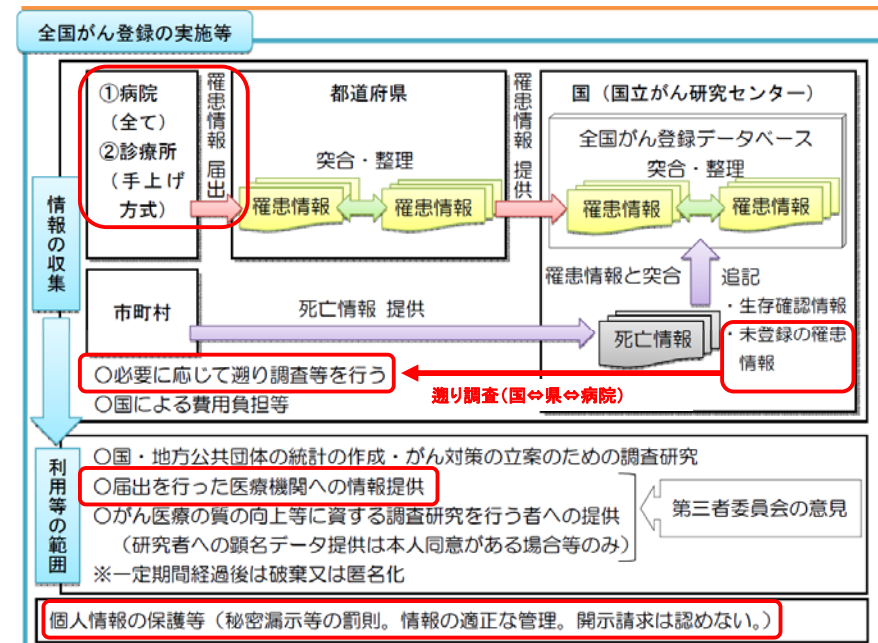 全国がん登録の実施等
情報の収集
①病院
（全て）
②診療所
（手上げ
方式）
罹患情報 届出
都道府県
突合・整理
罹患情報
罹患情報
罹患情報 提供
国（国立がん研究センター）
全国がん登録データベース
突合・整理
罹患情報
罹患情報
罹患情報と突合
追記
・生存確認情報
・未登録の罹患
情報
市町村
死亡情報 提供
死亡情報
○必要に応じて遡り調査等を行う
遡り調査（国⇔県⇔病院）
○国による費用負担等
利用等の範囲
○国・地方公共団体の統計の作成・がん対策の立案のための調査研究
○届出を行った医療機関への情報提供
○がん医療の質の向上等に資する調査研究を行う者への提供
（研究者への顕名データ提供は本人同意がある場合等のみ）
第三者委員会の意見
※一定期間経過後は破棄又は匿名化
個人情報の保護等（秘密漏示等の罰則。情報の適正な管理。開示請求は認めない。）